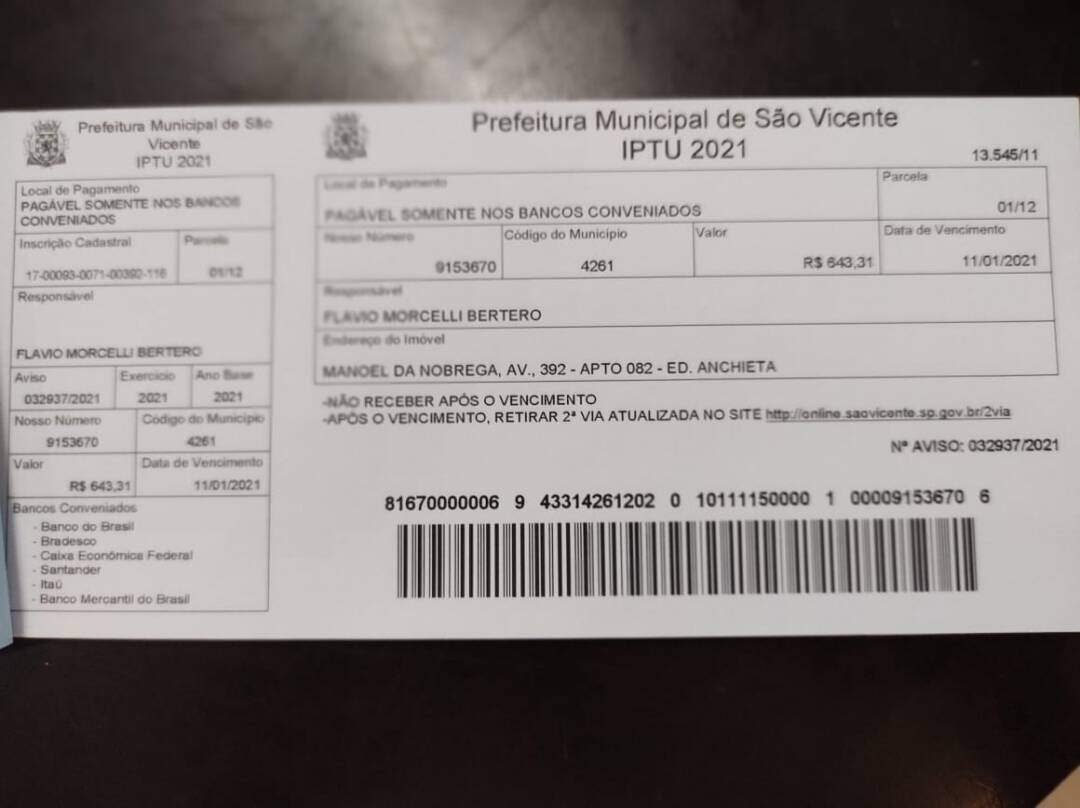 Prefeitura Municipal de São
Vicente
IPTU 2021
Local de Pagamento
PAGÁVEL SOMENTE NOS BANCOS
CONVENIADOS
Inscrição Cadastral
Parcela
17-00093-0071-00392-116
01/12
Responsável
FLAVIO MORCELLI BERTERO
Aviso
Exercício
Ano Base
032937/2021
2021
2021
Nosso Número
Código do Município
9153670
4261
Valor
Data de Vencimento
R$ 643,31
11/01/2021
Bancos Conveniados
- Banco do Brasil
- Bradesco
- Caixa Econômica Federal
- Santander
- Itaú
- Banco Mercantil do Brasil
Prefeitura Municipal de São Vicente
IPTU 2021
13.545/11
Local de Pagamento
Parcela
PAGÁVEL SOMENTE NOS BANCOS CONVENIADOS
01/12
Nosso Número
Código do Município
Valor
Data de Vencimento
9153670
4261
R$ 643,31
11/01/2021
Responsável
FLAVIO MORCELLI BERTERO
Endereço do Imóvel
MANOEL DA NOBREGA, AV., 392 - APTO 082 - ED. ANCHIETA
-NÃO RECEBER APÓS O VENCIMENTO
-APÓS O VENCIMENTO, RETIRAR 2ª VIA ATUALIZADA NO SITE http://online.saovicente.sp.gov.br/2via
Nº AVISO: 032937/2021
81670000006 9 43314261202 0 10111150000 1 00009153670 6